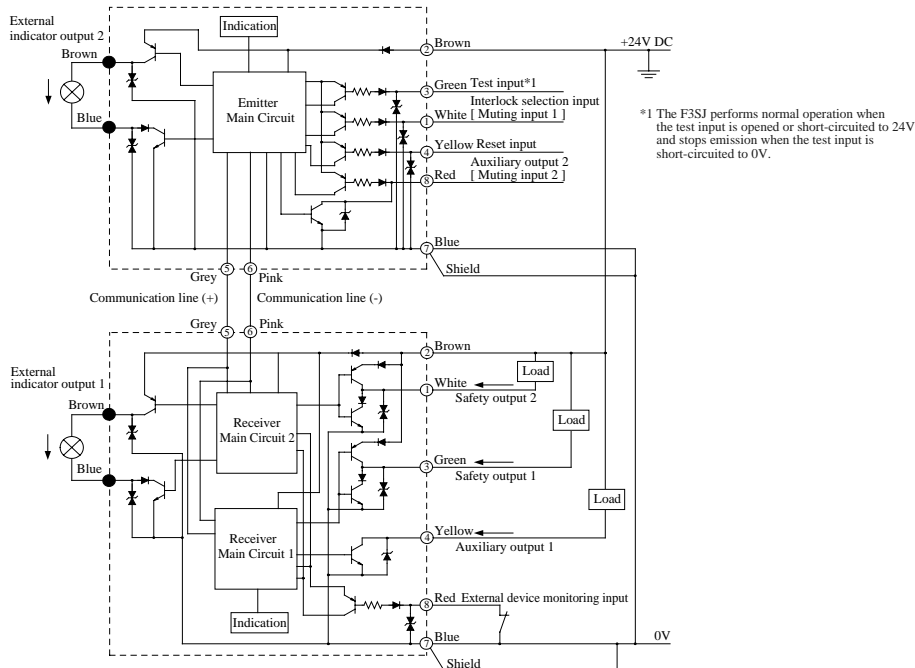 External
indicator output 2
Brown
Blue
Indication
Emitter
Main Circuit
2 Brown
+24V DC
3 Green Test input*1
Interlock selection input
1 White [ Muting input 1 ]
4 Yellow Reset input
Auxiliary output 2
8 Red [ Muting input 2 ]
7 Blue
Shield
*1 The F3SJ performs normal operation when
the test input is opened or short-circuited to 24V
and stops emission when the test input is
short-circuited to 0V.
Grey 5 6 Pink
Communication line (+) Communication line (-)
Grey 5 6 Pink
External
indicator output 1
Brown
Blue
Receiver
Main Circuit 2
Receiver
Main Circuit 1
Indication
2 Brown
Load
1 White
Safety output 2
Load
3 Green
Safety output 1
Load
4 Yellow
Auxiliary output 1
8 Red External device monitoring input
7 Blue
0V
Shield